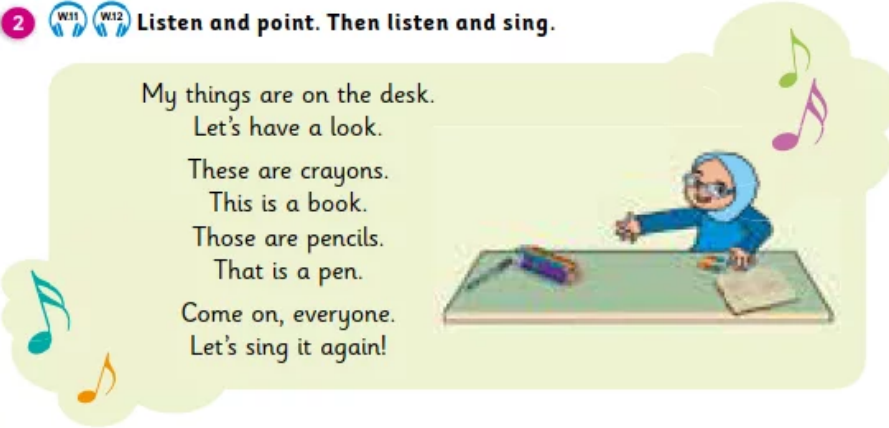 2 W.11 W.12 Listen and point. Then listen and sing.
My things are on the desk.
Let's have a look.
These are crayons.
This is a book.
Those are pencils.
That is a pen.
Come on, everyone.
Let's sing it again!